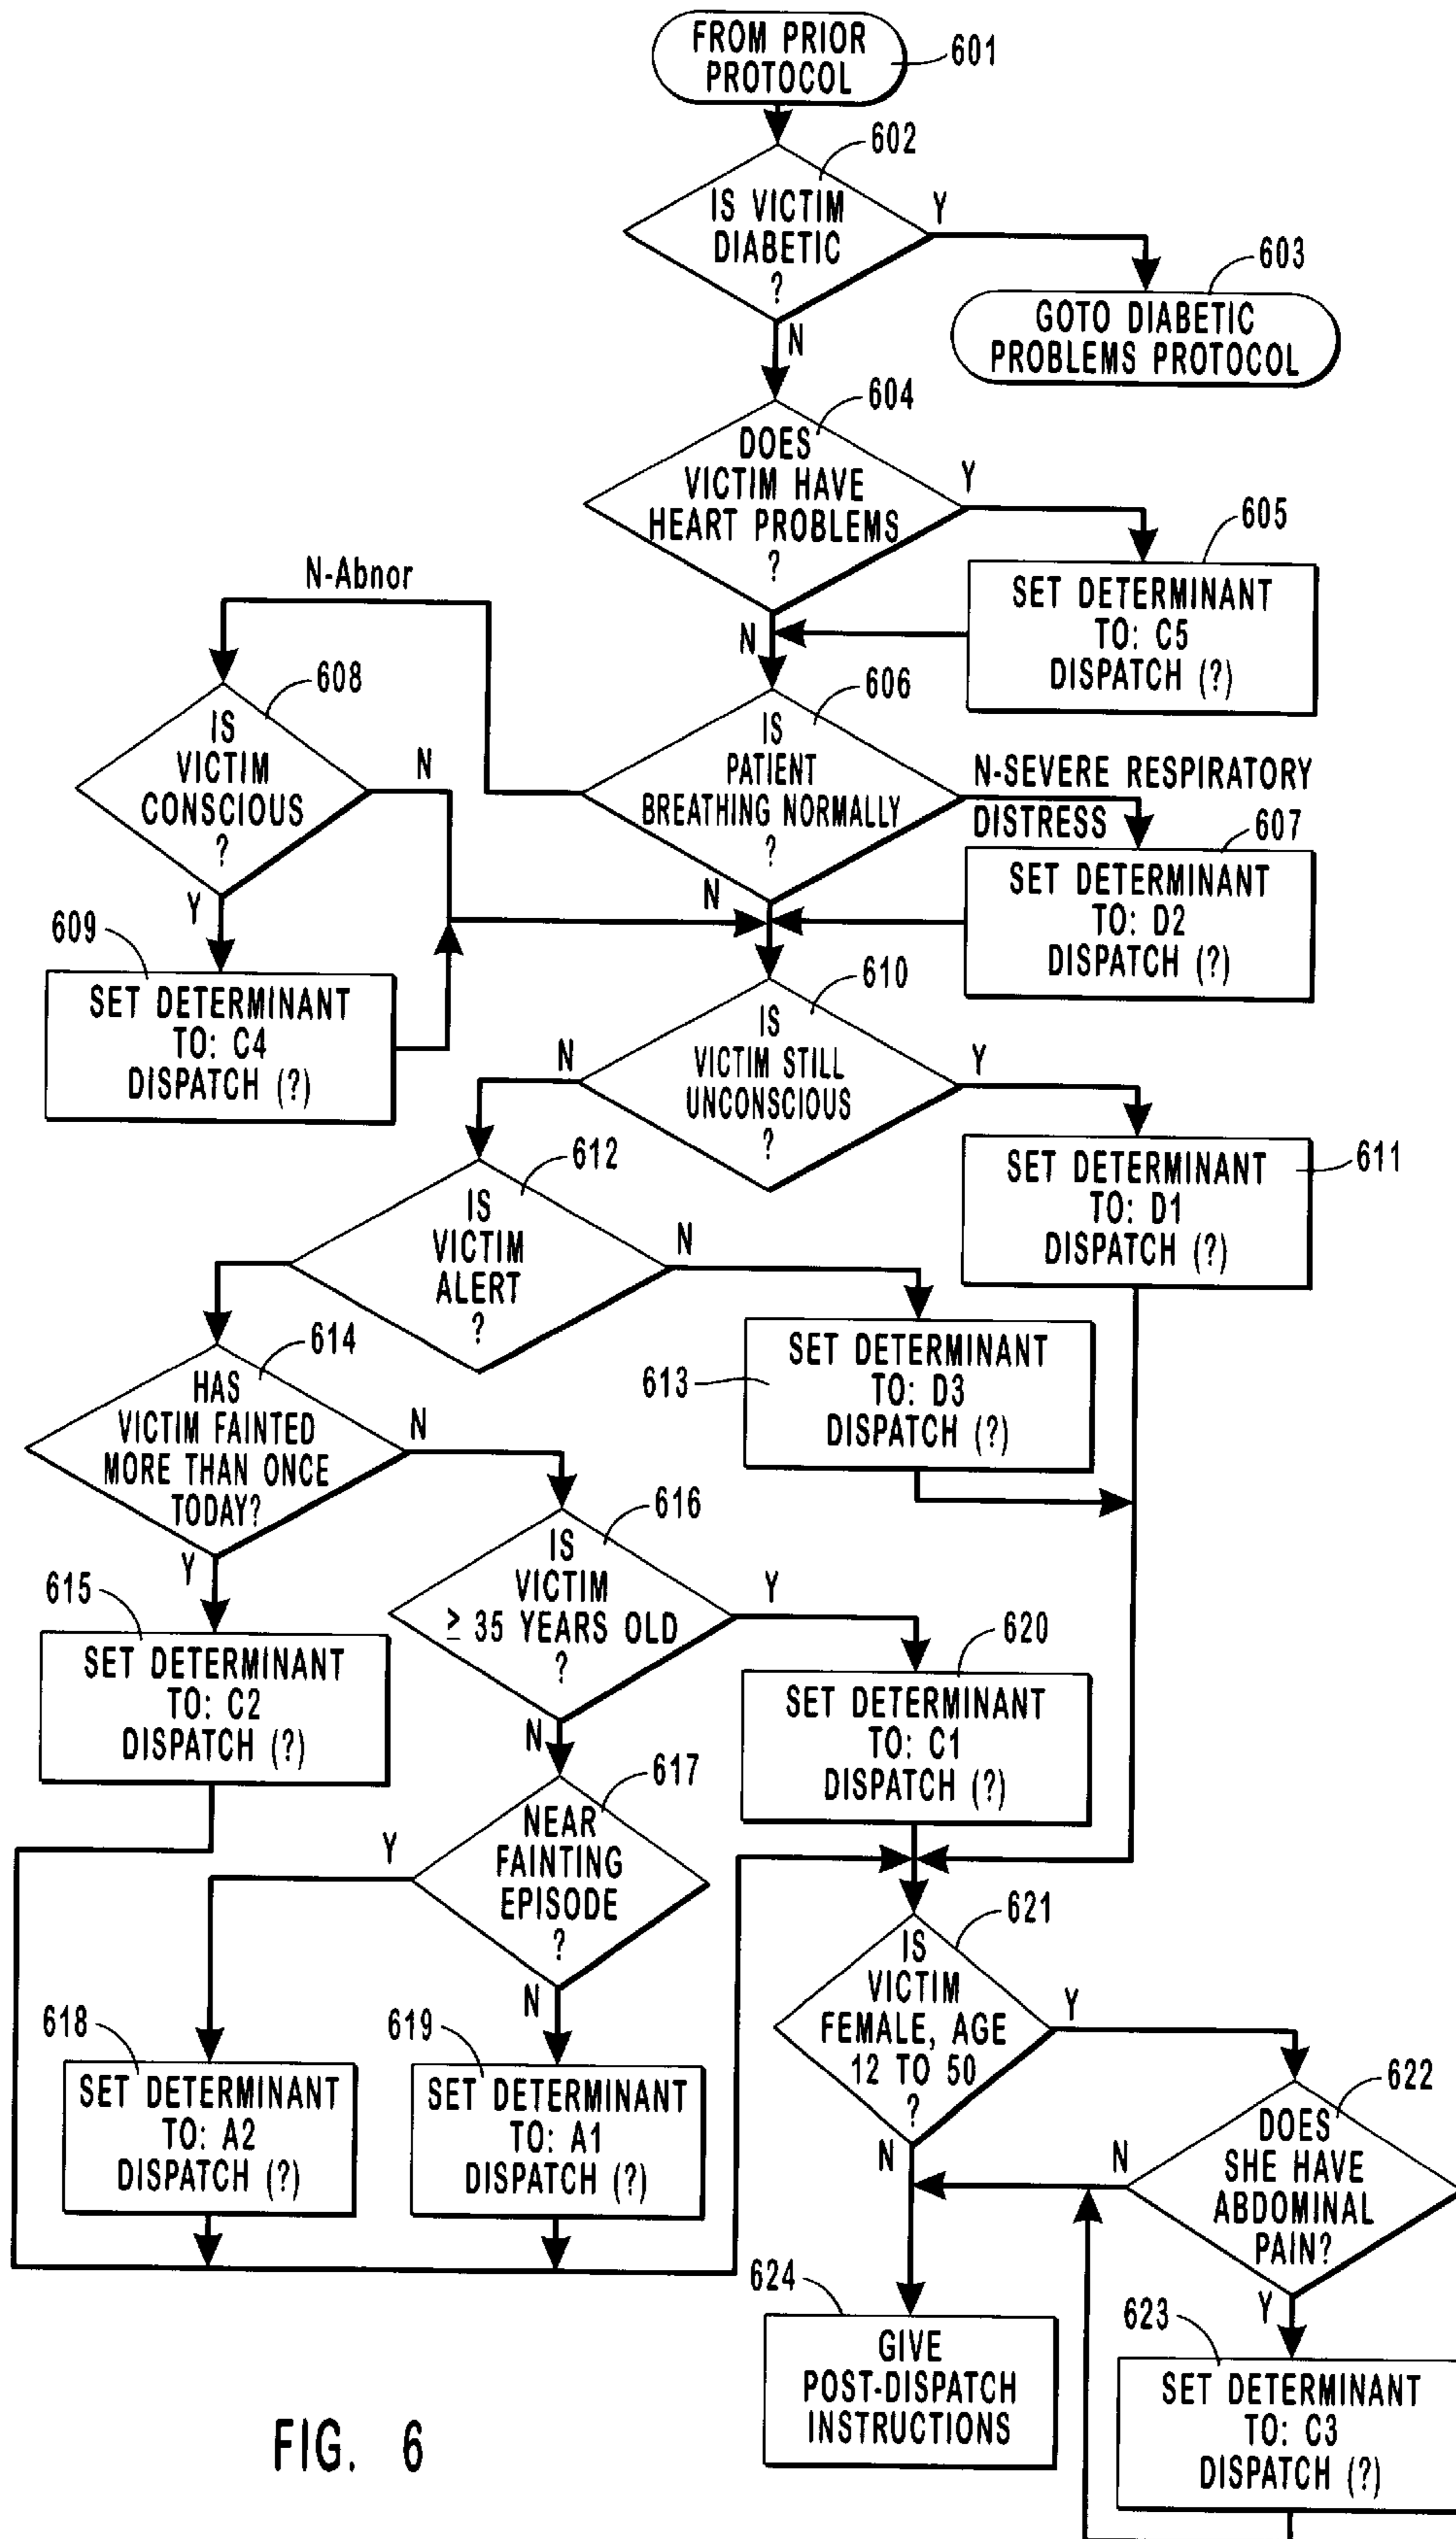 FROM PRIOR
PROTOCOL
601
602
IS VICTIM
DIABETIC
?
Y
N
603
GOTO DIABETIC
PROBLEMS PROTOCOL
604
DOES
VICTIM HAVE
HEART PROBLEMS
?
Y
N
605
SET DETERMINANT
TO: C5
DISPATCH (?)
N-Abnor
606
IS
PATIENT
BREATHING NORMALLY
?
N-SEVERE RESPIRATORY
DISTRESS
N
607
SET DETERMINANT
TO: D2
DISPATCH (?)
608
IS
VICTIM
CONSCIOUS
?
N
Y
609
SET DETERMINANT
TO: C4
DISPATCH (?)
610
IS
VICTIM STILL
UNCONSCIOUS
?
N
Y
611
SET DETERMINANT
TO: D1
DISPATCH (?)
612
IS
VICTIM
ALERT
?
N
613
SET DETERMINANT
TO: D3
DISPATCH (?)
614
HAS
VICTIM FAINTED
MORE THAN ONCE
TODAY?
N
Y
615
SET DETERMINANT
TO: C2
DISPATCH (?)
616
IS
VICTIM
≥ 35 YEARS OLD
?
Y
N
620
SET DETERMINANT
TO: C1
DISPATCH (?)
617
NEAR
FAINTING
EPISODE
?
Y
N
618
SET DETERMINANT
TO: A2
DISPATCH (?)
619
SET DETERMINANT
TO: A1
DISPATCH (?)
621
IS
VICTIM
FEMALE, AGE
12 TO 50
?
Y
N
622
DOES
SHE HAVE
ABDOMINAL
PAIN?
N
Y
623
SET DETERMINANT
TO: C3
DISPATCH (?)
624
GIVE
POST-DISPATCH
INSTRUCTIONS
FIG. 6